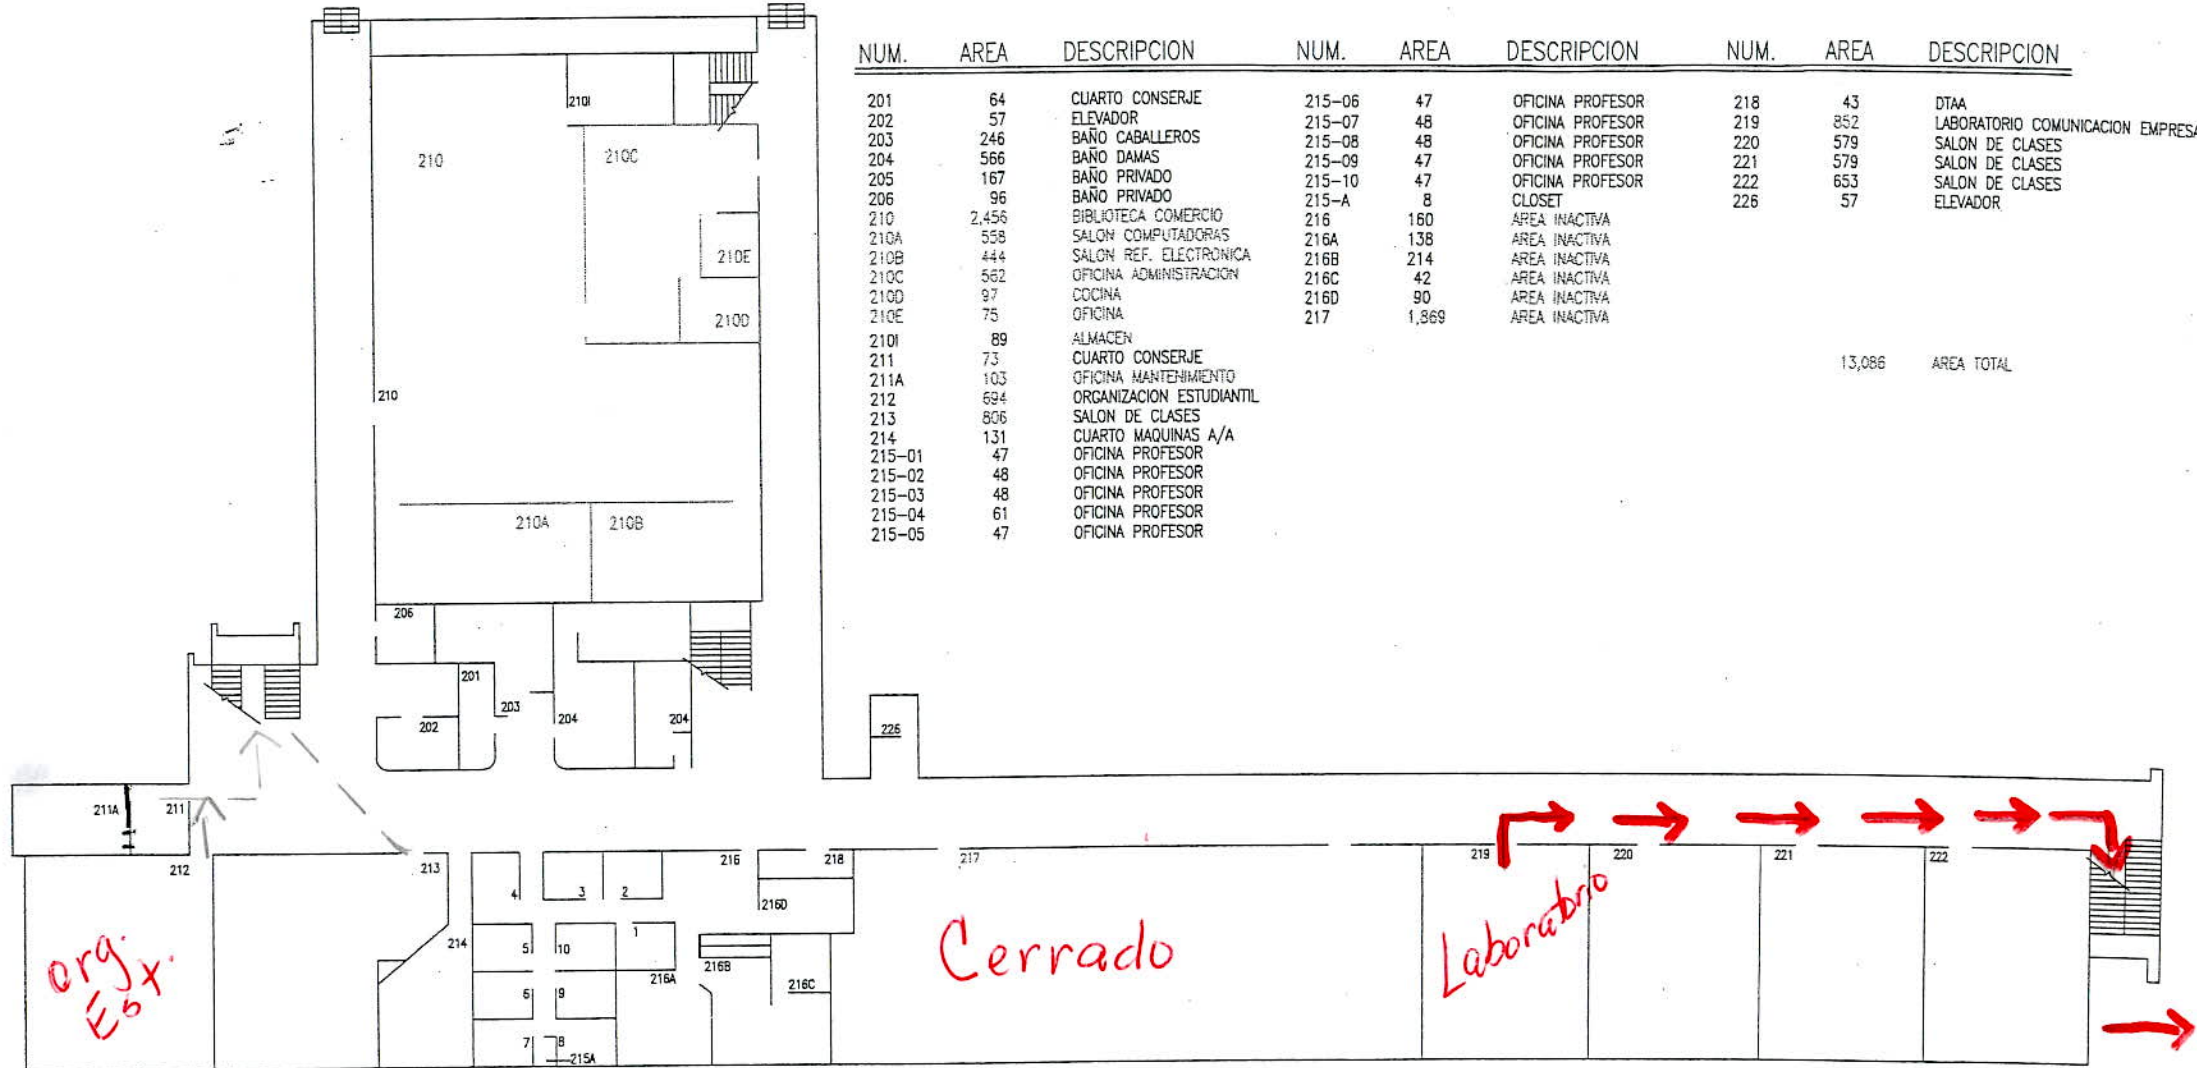 NUM. AREA DESCRIPCION NUM. AREA DESCRIPCION NUM. AREA DESCRIPCION
201 64 CUARTO CONSERJE 215-06 47 OFICINA PROFESOR 218 43 DTAA
202 57 ELEVADOR 215-07 48 OFICINA PROFESOR 219 852 LABORATORIO COMUNICACION EMPRESA
203 246 BAÑO CABALLEROS 215-08 48 OFICINA PROFESOR 220 579 SALON DE CLASES
204 566 BAÑO DAMAS 215-09 47 OFICINA PROFESOR 221 579 SALON DE CLASES
205 167 BAÑO PRIVADO 215-10 47 OFICINA PROFESOR 222 653 SALON DE CLASES
206 96 BAÑO PRIVADO 215-A 8 CLOSET 226 57 ELEVADOR
210 2,456 BIBLIOTECA COMERCIO 216 160 AREA INACTIVA
210A 558 SALON COMPUTADORAS 216A 138 AREA INACTIVA
210B 444 SALON REF. ELECTRONICA 216B 214 AREA INACTIVA
210C 562 OFICINA ADMINISTRACION 216C 42 AREA INACTIVA
210D 97 COCINA 216D 90 AREA INACTIVA
210E 75 OFICINA 217 1,869 AREA INACTIVA
210I 89 ALMACEN
211 73 CUARTO CONSERJE 13,086 AREA TOTAL
211A 103 OFICINA MANTENIMIENTO
212 694 ORGANIZACION ESTUDIANTIL
213 806 SALON DE CLASES
214 131 CUARTO MAQUINAS A/A
215-01 47 OFICINA PROFESOR
215-02 48 OFICINA PROFESOR
215-03 48 OFICINA PROFESOR
215-04 61 OFICINA PROFESOR
215-05 47 OFICINA PROFESOR
210I
210 210C
210E
210D
210
210A 210B
206
201
203
202 204 204
226
211A 211
212 213 216 218 217 219 220 221 222
4 3 2
216D
1
214 5 10
216A 216B
216C
6 9
7 8
215A
org.
Est.
Cerrado
Laboratorio